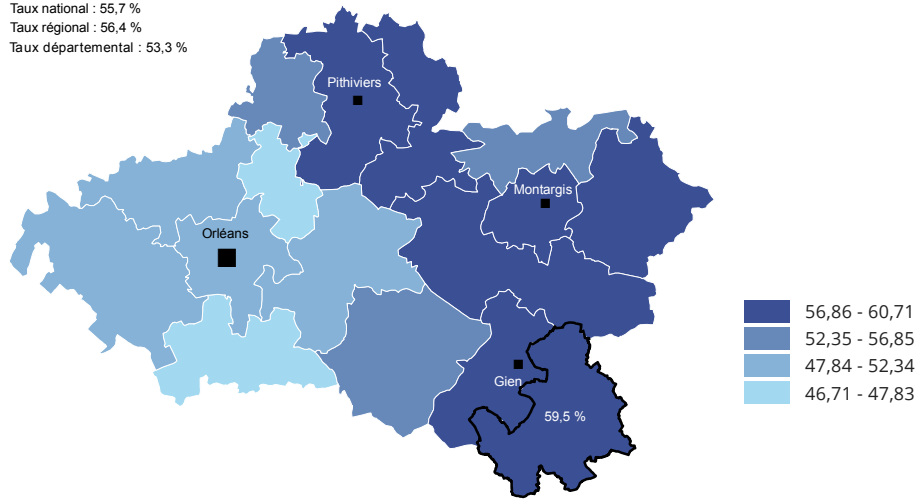 Taux national : 55,7 %
Taux régional : 56,4 %
Taux départemental : 53,3 %
Pithiviers
Montargis
Orléans
56,86 - 60,71
52,35 - 56,85
47,84 - 52,34
46,71 - 47,83
Gien
59,5 %